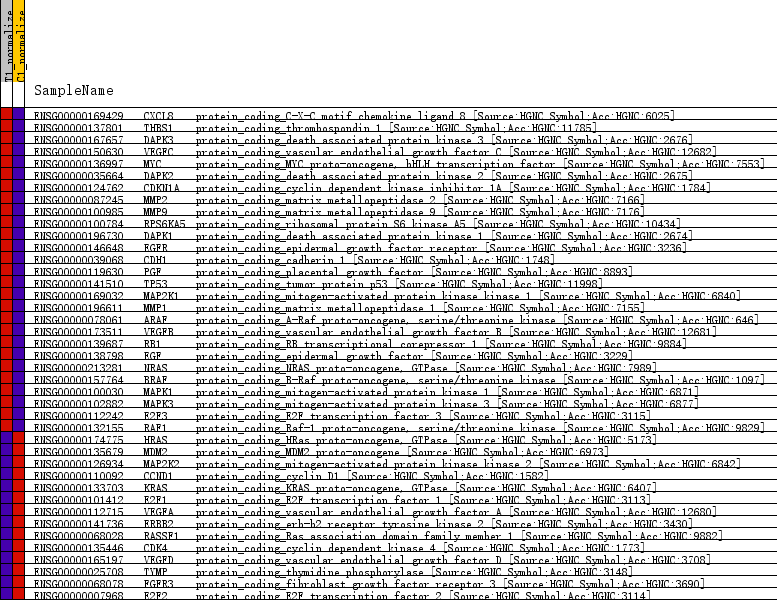 T1_normalize
C1_normalize
SampleName
ENSG00000169429 CXCL8 protein_coding_C-X-C motif chemokine ligand 8 [Source:HGNC Symbol;Acc:HGNC:6025]
ENSG00000137801 THBS1 protein_coding_thrombospondin 1 [Source:HGNC Symbol;Acc:HGNC:11785]
ENSG00000167657 DAPK3 protein_coding_death associated protein kinase 3 [Source:HGNC Symbol;Acc:HGNC:2676]
ENSG00000150630 VEGFC protein_coding_vascular endothelial growth factor C [Source:HGNC Symbol;Acc:HGNC:12682]
ENSG00000136997 MYC protein_coding_MYC proto-oncogene, bHLH transcription factor [Source:HGNC Symbol;Acc:HGNC:7553]
ENSG00000035664 DAPK2 protein_coding_death associated protein kinase 2 [Source:HGNC Symbol;Acc:HGNC:2675]
ENSG00000124762 CDKN1A protein_coding_cyclin dependent kinase inhibitor 1A [Source:HGNC Symbol;Acc:HGNC:1784]
ENSG00000087245 MMP2 protein_coding_matrix metallopeptidase 2 [Source:HGNC Symbol;Acc:HGNC:7166]
ENSG00000100985 MMP9 protein_coding_matrix metallopeptidase 9 [Source:HGNC Symbol;Acc:HGNC:7176]
ENSG00000100784 RPS6KA5 protein_coding_ribosomal protein S6 kinase A5 [Source:HGNC Symbol;Acc:HGNC:10434]
ENSG00000196730 DAPK1 protein_coding_death associated protein kinase 1 [Source:HGNC Symbol;Acc:HGNC:2674]
ENSG00000146648 EGFR protein_coding_epidermal growth factor receptor [Source:HGNC Symbol;Acc:HGNC:3236]
ENSG00000039068 CDH1 protein_coding_cadherin 1 [Source:HGNC Symbol;Acc:HGNC:1748]
ENSG00000119630 PGF protein_coding_placental growth factor [Source:HGNC Symbol;Acc:HGNC:8893]
ENSG00000141510 TP53 protein_coding_tumor protein p53 [Source:HGNC Symbol;Acc:HGNC:11998]
ENSG00000169032 MAP2K1 protein_coding_mitogen-activated protein kinase kinase 1 [Source:HGNC Symbol;Acc:HGNC:6840]
ENSG00000196611 MMP1 protein_coding_matrix metallopeptidase 1 [Source:HGNC Symbol;Acc:HGNC:7155]
ENSG00000078061 ARAF protein_coding_A-Raf proto-oncogene, serine/threonine kinase [Source:HGNC Symbol;Acc:HGNC:646]
ENSG00000173511 VEGFB protein_coding_vascular endothelial growth factor B [Source:HGNC Symbol;Acc:HGNC:12681]
ENSG00000139687 RB1 protein_coding_RB transcriptional corepressor 1 [Source:HGNC Symbol;Acc:HGNC:9884]
ENSG00000138798 EGF protein_coding_epidermal growth factor [Source:HGNC Symbol;Acc:HGNC:3229]
ENSG00000213281 NRAS protein_coding_NRAS proto-oncogene, GTPase [Source:HGNC Symbol;Acc:HGNC:7989]
ENSG00000157764 BRAF protein_coding_B-Raf proto-oncogene, serine/threonine kinase [Source:HGNC Symbol;Acc:HGNC:1097]
ENSG00000100030 MAPK1 protein_coding_mitogen-activated protein kinase 1 [Source:HGNC Symbol;Acc:HGNC:6871]
ENSG00000102882 MAPK3 protein_coding_mitogen-activated protein kinase 3 [Source:HGNC Symbol;Acc:HGNC:6877]
ENSG00000112242 E2F3 protein_coding_E2F transcription factor 3 [Source:HGNC Symbol;Acc:HGNC:3115]
ENSG00000132155 RAF1 protein_coding_Raf-1 proto-oncogene, serine/threonine kinase [Source:HGNC Symbol;Acc:HGNC:9829]
ENSG00000174775 HRAS protein_coding_HRas proto-oncogene, GTPase [Source:HGNC Symbol;Acc:HGNC:5173]
ENSG00000135679 MDM2 protein_coding_MDM2 proto-oncogene [Source:HGNC Symbol;Acc:HGNC:6973]
ENSG00000126934 MAP2K2 protein_coding_mitogen-activated protein kinase kinase 2 [Source:HGNC Symbol;Acc:HGNC:6842]
ENSG00000110092 CCND1 protein_coding_cyclin D1 [Source:HGNC Symbol;Acc:HGNC:1582]
ENSG00000133703 KRAS protein_coding_KRAS proto-oncogene, GTPase [Source:HGNC Symbol;Acc:HGNC:6407]
ENSG00000101412 E2F1 protein_coding_E2F transcription factor 1 [Source:HGNC Symbol;Acc:HGNC:3113]
ENSG00000112715 VEGFA protein_coding_vascular endothelial growth factor A [Source:HGNC Symbol;Acc:HGNC:12680]
ENSG00000141736 ERBB2 protein_coding_erb-b2 receptor tyrosine kinase 2 [Source:HGNC Symbol;Acc:HGNC:3430]
ENSG00000068028 RASSF1 protein_coding_Ras association domain family member 1 [Source:HGNC Symbol;Acc:HGNC:9882]
ENSG00000135446 CDK4 protein_coding_cyclin dependent kinase 4 [Source:HGNC Symbol;Acc:HGNC:1773]
ENSG00000165197 VEGFD protein_coding_vascular endothelial growth factor D [Source:HGNC Symbol;Acc:HGNC:3708]
ENSG00000025708 TYMP protein_coding_thymidine phosphorylase [Source:HGNC Symbol;Acc:HGNC:3148]
ENSG00000068078 FGFR3 protein_coding_fibroblast growth factor receptor 3 [Source:HGNC Symbol;Acc:HGNC:3690]
ENSG00000007968 E2F2 protein_coding_E2F transcription factor 2 [Source:HGNC Symbol;Acc:HGNC:3114]